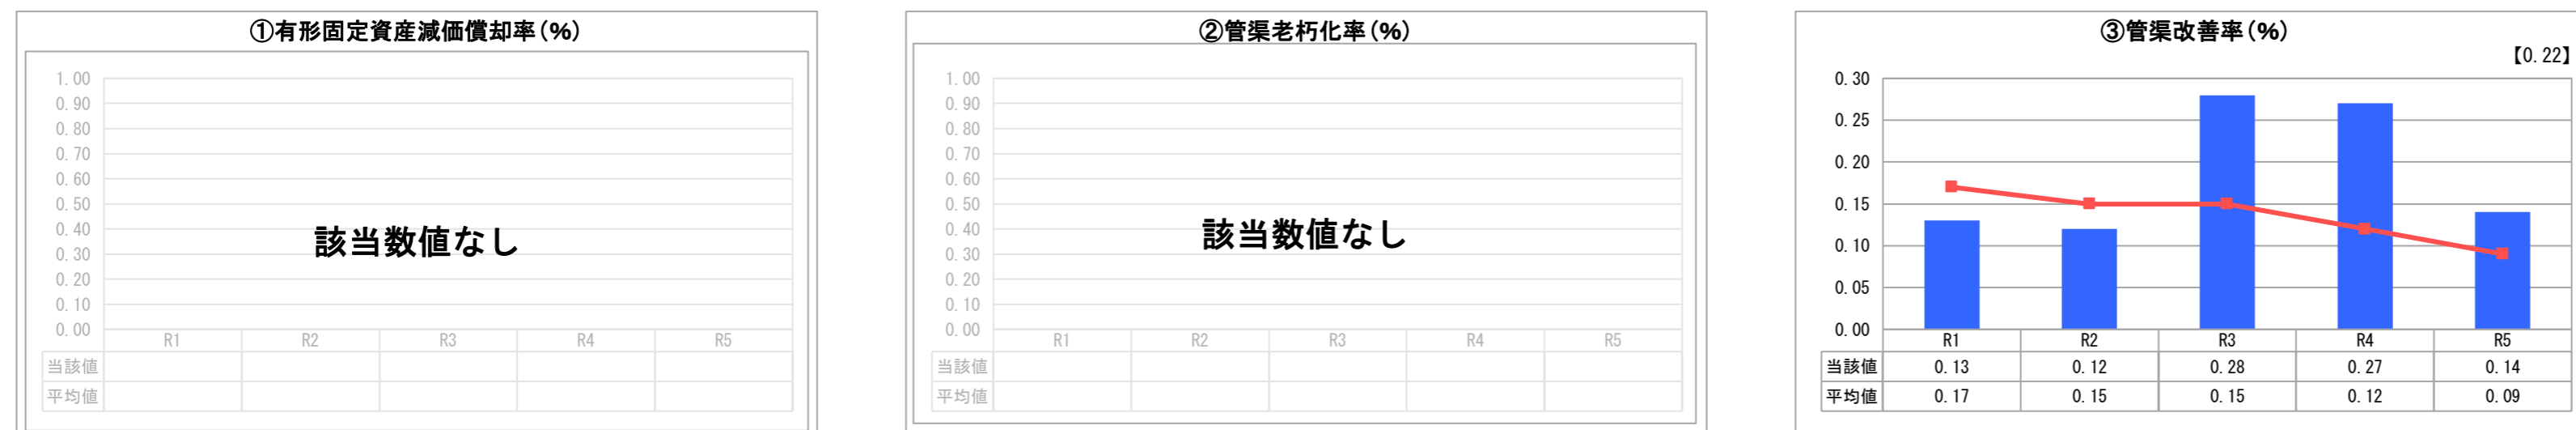 ①有形固定資産減価償却率(%)
1.00
0.90
0.80
0.70
0.60
0.50
0.40
0.30
0.20
0.10
0.00
該当数値なし
R1 R2 R3 R4 R5
当該値
平均値
②管渠老朽化率(%)
1.00
0.90
0.80
0.70
0.60
0.50
0.40
0.30
0.20
0.10
0.00
該当数値なし
R1 R2 R3 R4 R5
当該値
平均値
③管渠改善率(%)
【0.22】
0.30
0.25
0.20
0.15
0.10
0.05
0.00
R1 R2 R3 R4 R5
当該値 0.13 0.12 0.28 0.27 0.14
平均値 0.17 0.15 0.15 0.12 0.09